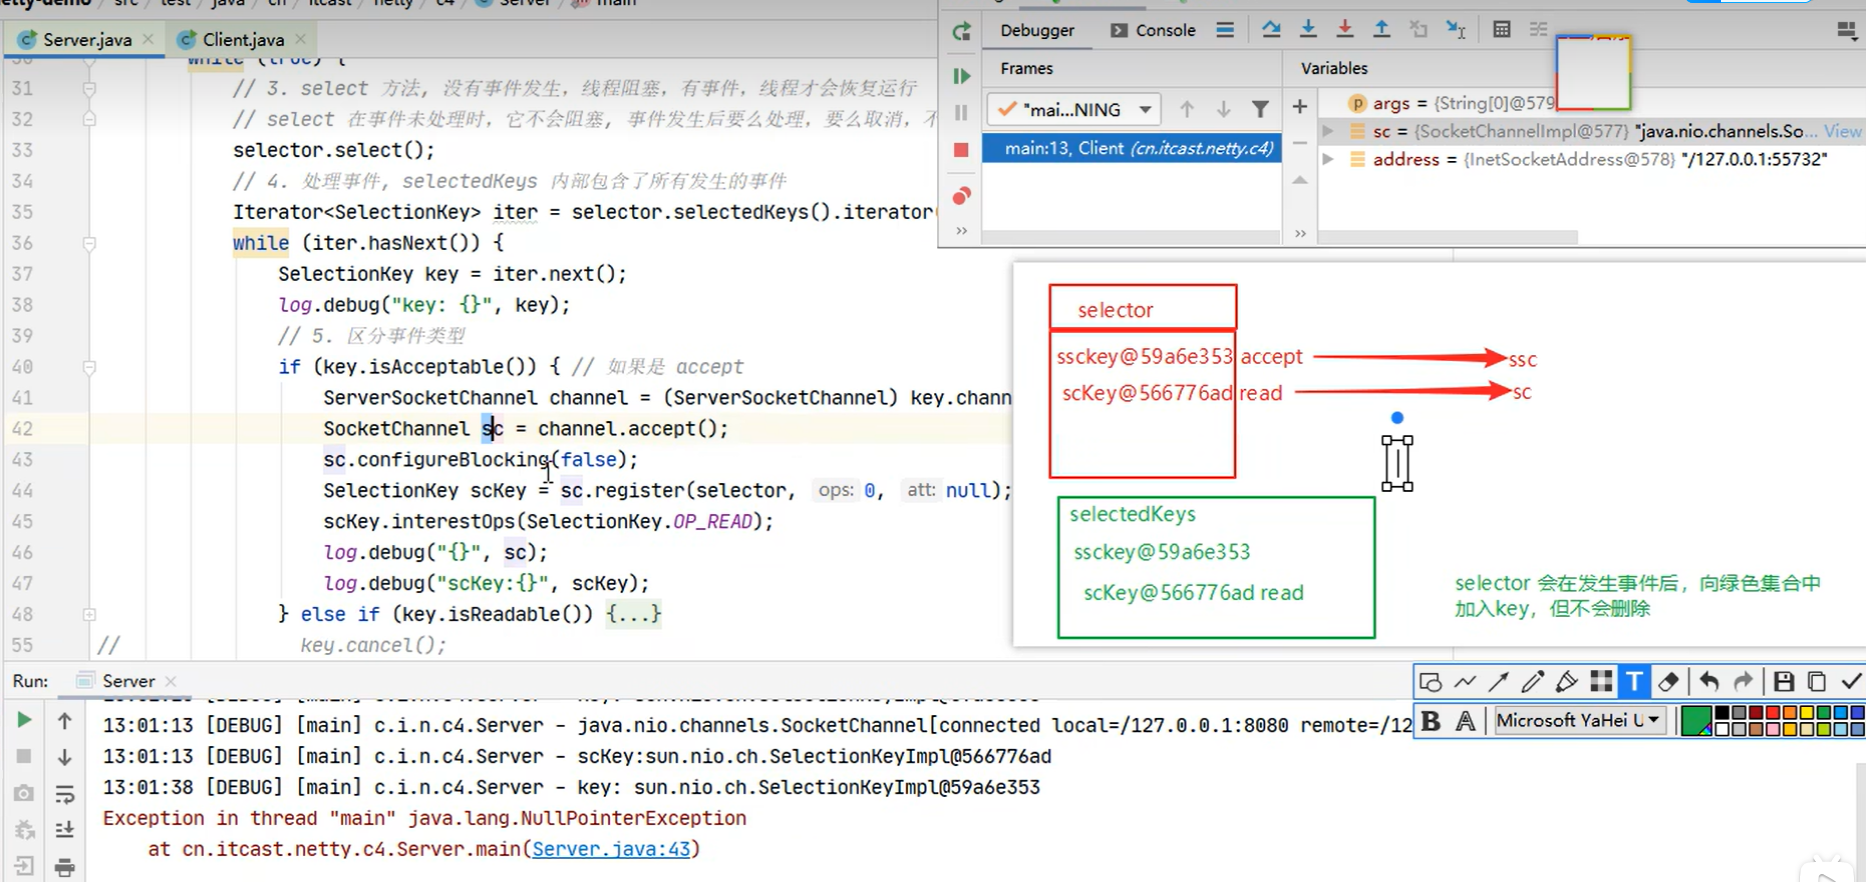 etty-demo / src / test / java / cn / itcast / netty / c4 / Server / main
Server.java × Client.java ×
30 while (true) {
31 // 3. select 方法, 没有事件发生，线程阻塞，有事件，线程才会恢复运行
32 // select 在事件未处理时，它不会阻塞, 事件发生后要么处理，要么取消，不
33 selector.select();
34 // 4. 处理事件, selectedKeys 内部包含了所有发生的事件
35 Iterator<SelectionKey> iter = selector.selectedKeys().iterator(
36 while (iter.hasNext()) {
37 SelectionKey key = iter.next();
38 log.debug("key: {}", key);
39 // 5. 区分事件类型
40 if (key.isAcceptable()) { // 如果是 accept
41 ServerSocketChannel channel = (ServerSocketChannel) key.chann
42 SocketChannel sc = channel.accept();
43 sc.configureBlocking(false);
44 SelectionKey scKey = sc.register(selector, ops: 0, att: null);
45 scKey.interestOps(SelectionKey.OP_READ);
46 log.debug("{}", sc);
47 log.debug("scKey:{}", scKey);
48 } else if (key.isReadable()) {...}
55 // key.cancel();
Debugger Console
Frames
"mai...NING
main:13, Client (cn.itcast.netty.c4)
Variables
args = {String[0]@579
sc = {SocketChannelImpl@577} "java.nio.channels.So... View
address = {InetSocketAddress@578} "/127.0.0.1:55732"
selector
ssckey@59a6e353 accept ssc
scKey@566776ad read sc
selectedKeys
ssckey@59a6e353
scKey@566776ad read
selector 会在发生事件后，向绿色集合中
加入key，但不会删除
T
B A Microsoft YaHei U
Run: Server ×
13:01:13 [DEBUG] [main] c.i.n.c4.Server - java.nio.channels.SocketChannel[connected local=/127.0.0.1:8080 remote=/12
13:01:13 [DEBUG] [main] c.i.n.c4.Server - scKey:sun.nio.ch.SelectionKeyImpl@566776ad
13:01:38 [DEBUG] [main] c.i.n.c4.Server - key: sun.nio.ch.SelectionKeyImpl@59a6e353
Exception in thread "main" java.lang.NullPointerException
at cn.itcast.netty.c4.Server.main(Server.java:43)